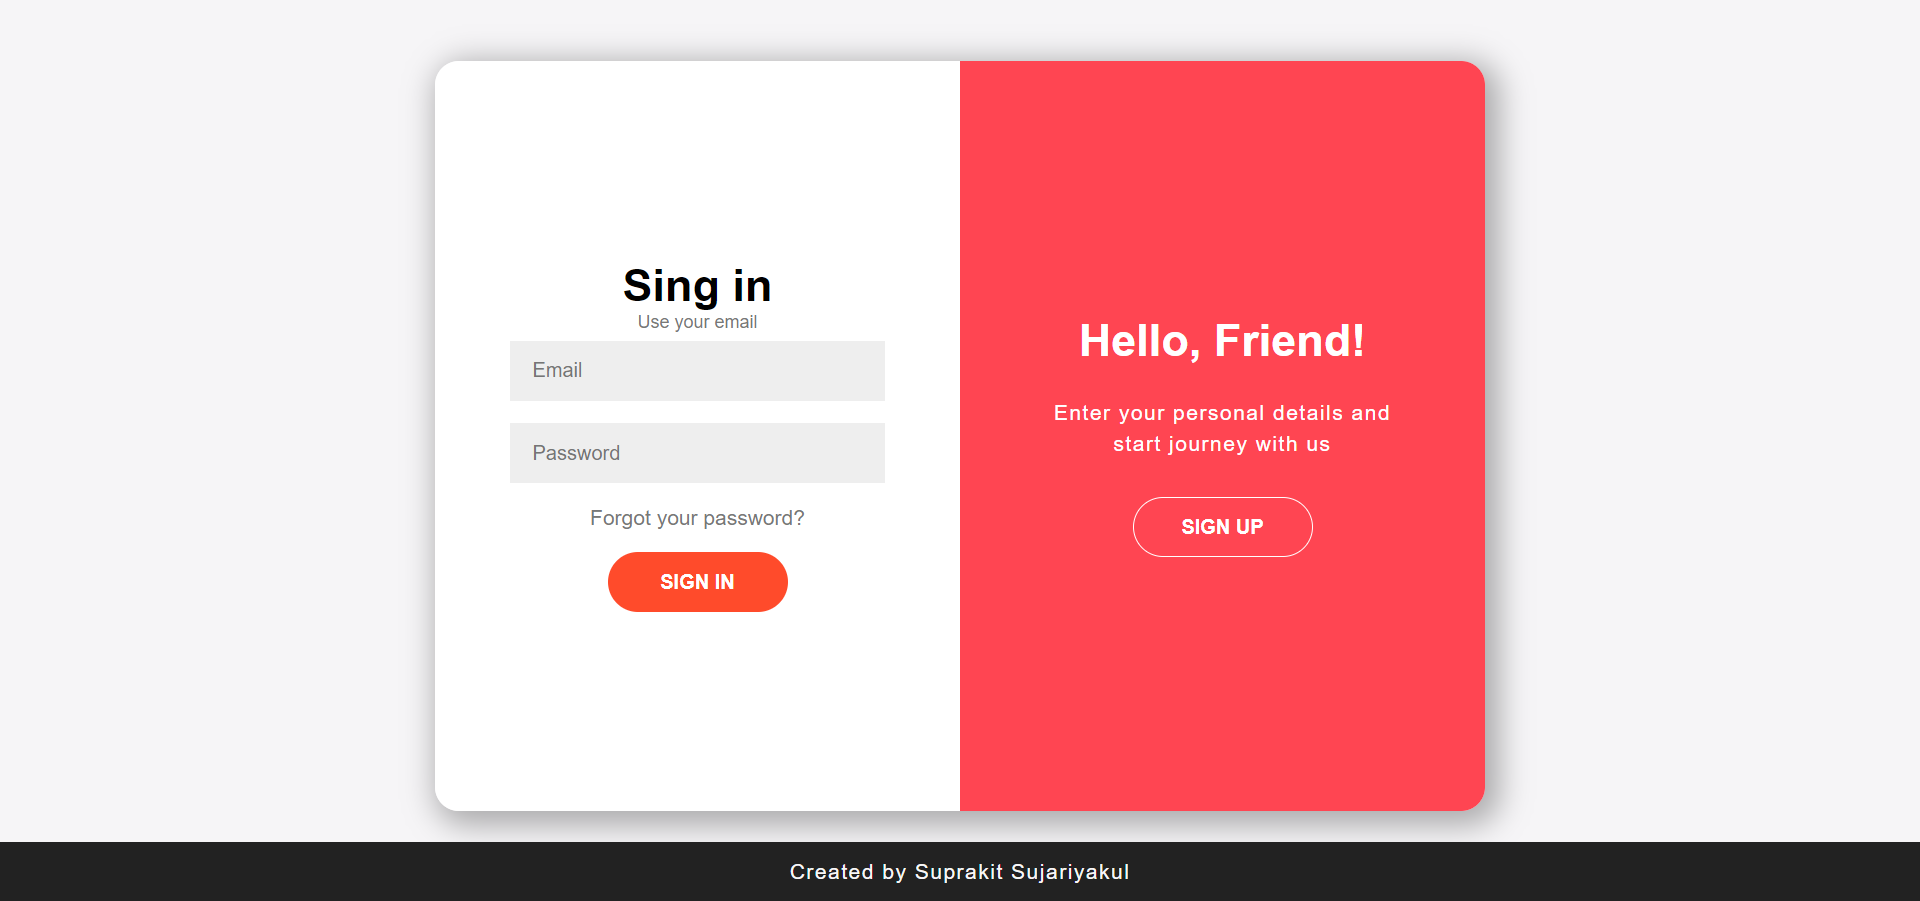 Sing in
Use your email
Email
Password
Forgot your password?
SIGN IN
Hello, Friend!
Enter your personal details and
start journey with us
SIGN UP
Created by Suprakit Sujariyakul